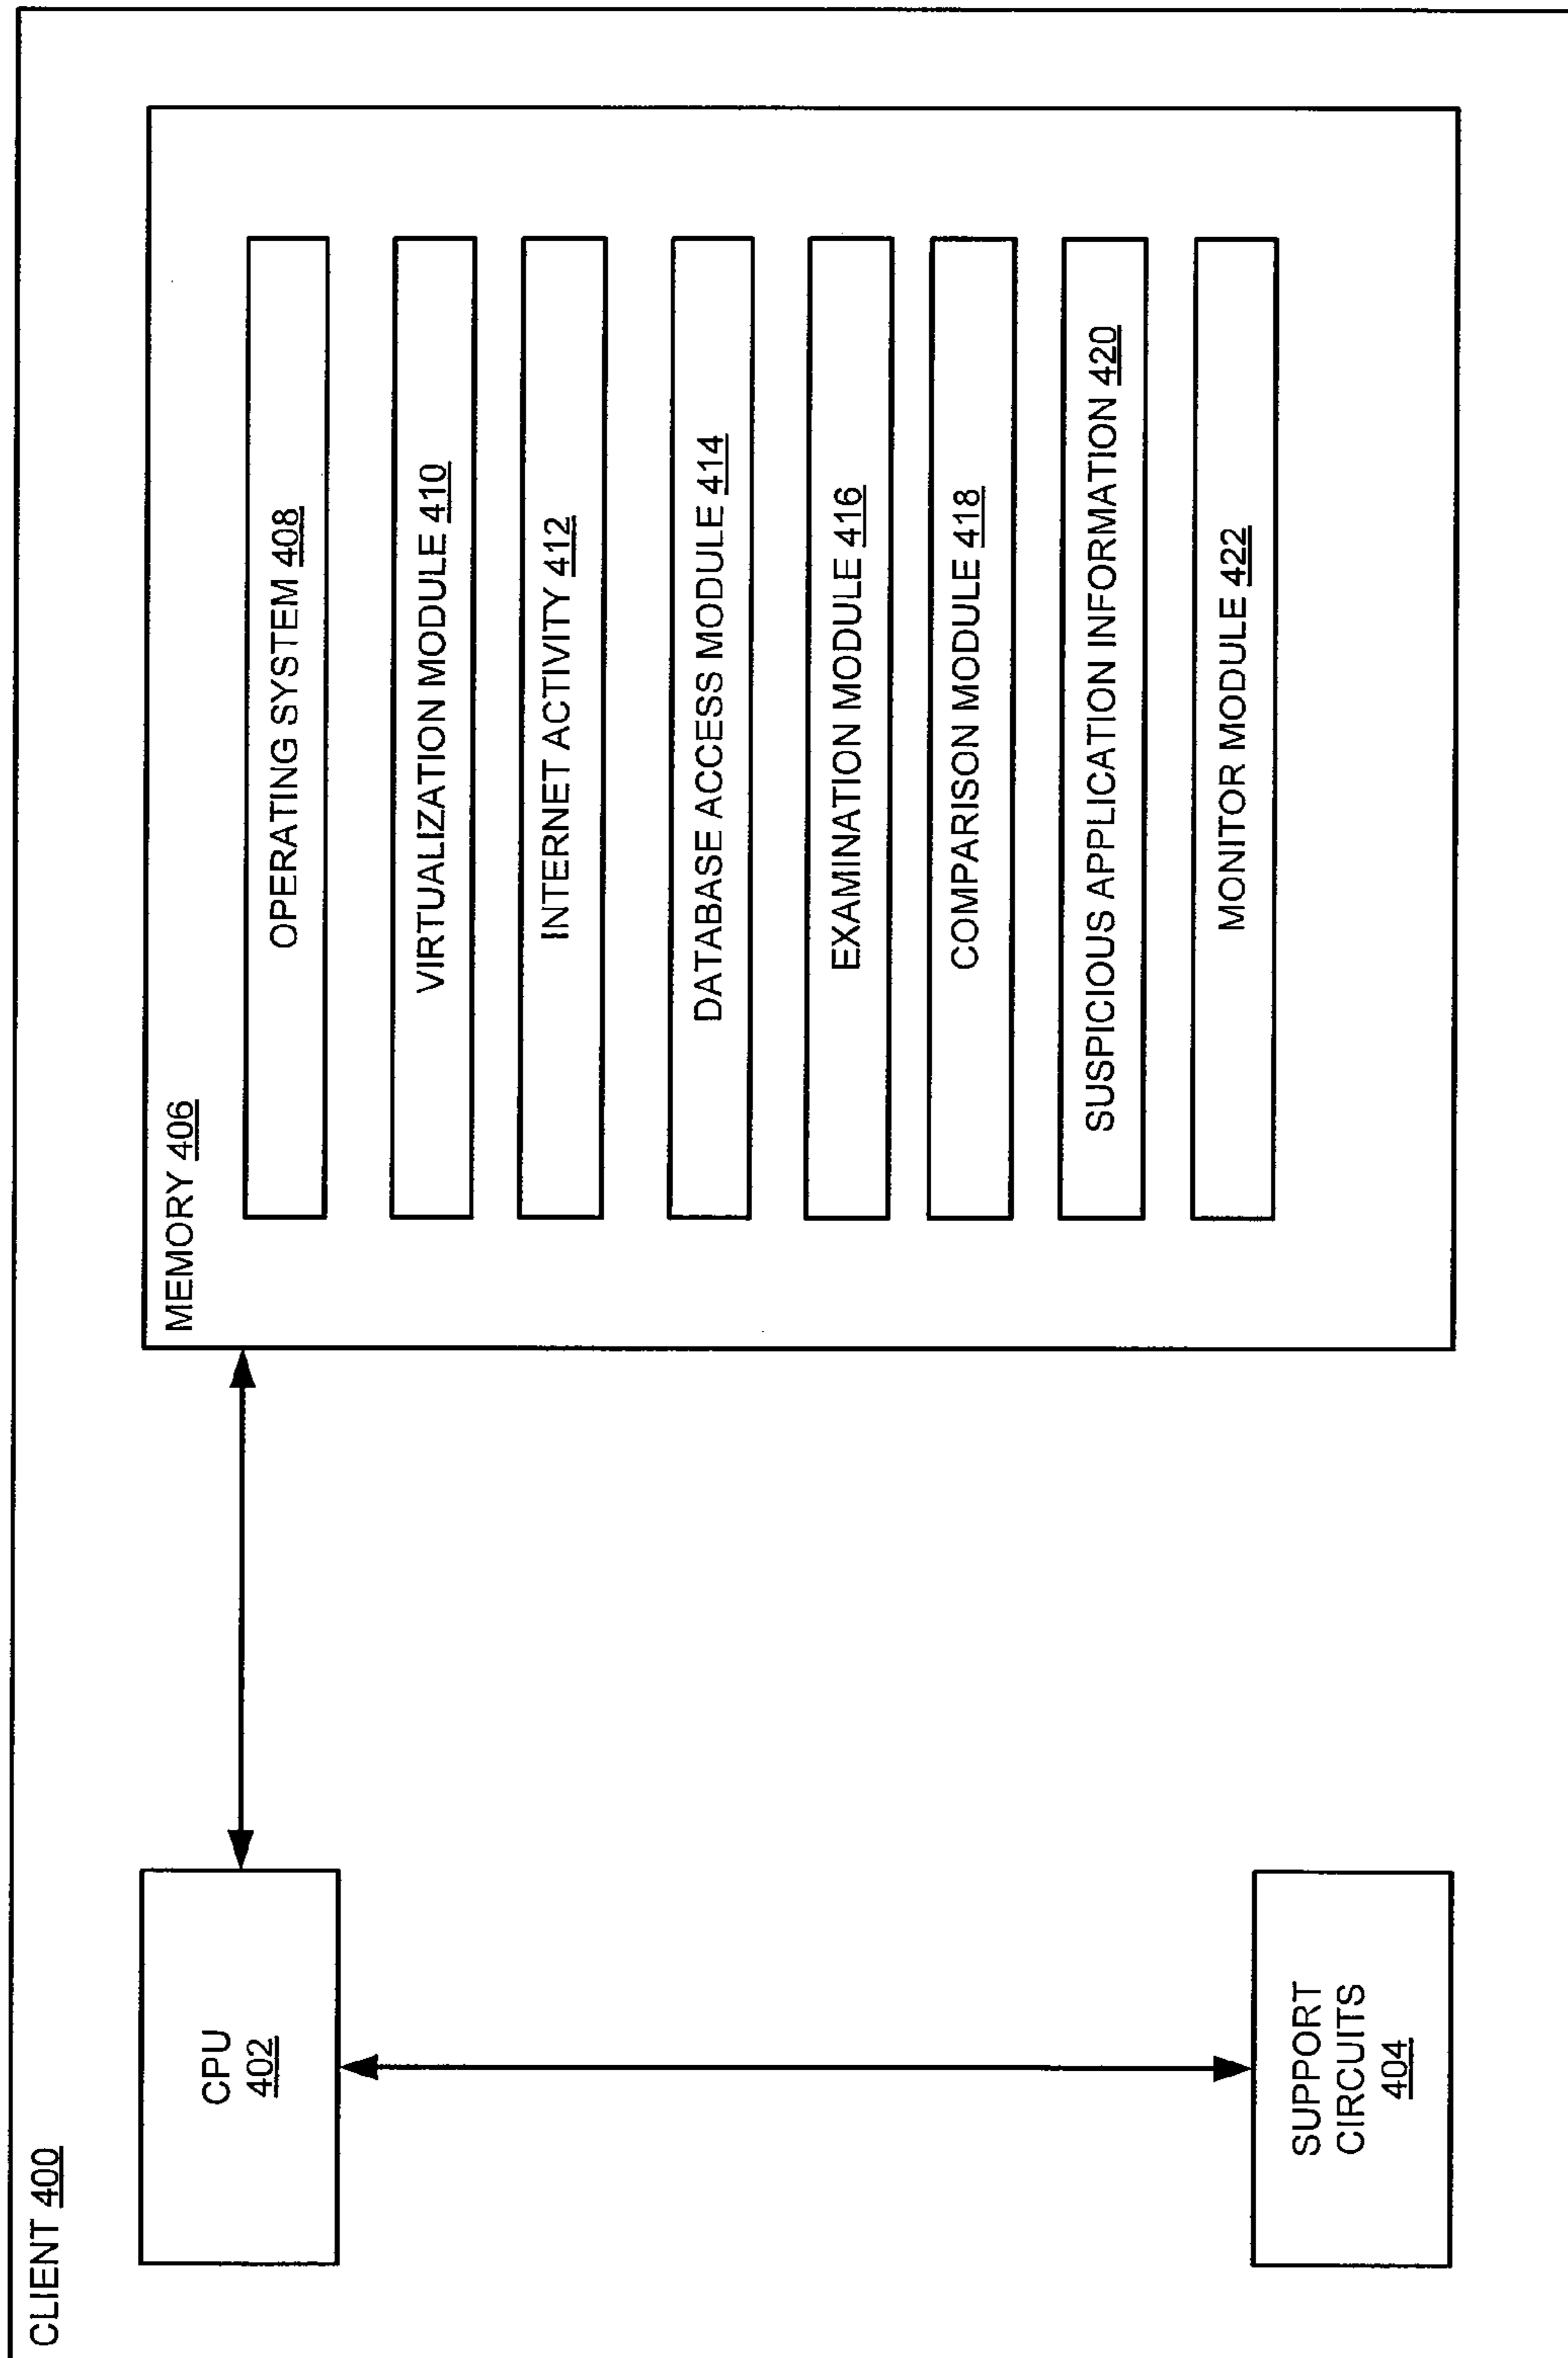 CLIENT 400
CPU
402
SUPPORT
CIRCUITS
404
MEMORY 406
OPERATING SYSTEM 408
VIRTUALIZATION MODULE 410
INTERNET ACTIVITY 412
DATABASE ACCESS MODULE 414
EXAMINATION MODULE 416
COMPARISON MODULE 418
SUSPICIOUS APPLICATION INFORMATION 420
MONITOR MODULE 422